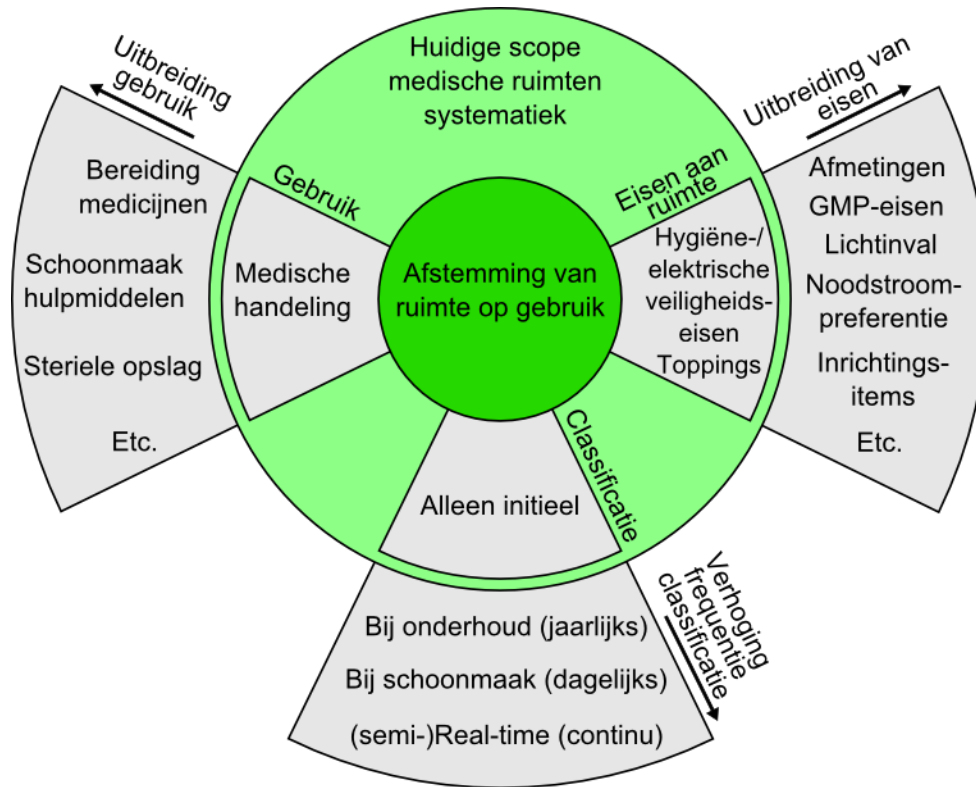 Huidige scope
medische ruimten
systematiek
Uitbreiding
gebruik
Bereiding
medicijnen
Schoonmaak
hulpmiddelen
Steriele opslag
Etc.
Gebruik
Medische
handeling
Afstemming van
ruimte op gebruik
Eisen aan
ruimte
Hygiëne-/
elektrische
veiligheids-
eisen
Toppings
Uitbreiding van
eisen
Afmetingen
GMP-eisen
Lichtinval
Noodstroom-
preferentie
Inrichtings-
items
Etc.
Classificatie
Alleen initieel
Verhoging
frequentie
classificatie
Bij onderhoud (jaarlijks)
Bij schoonmaak (dagelijks)
(semi-)Real-time (continu)